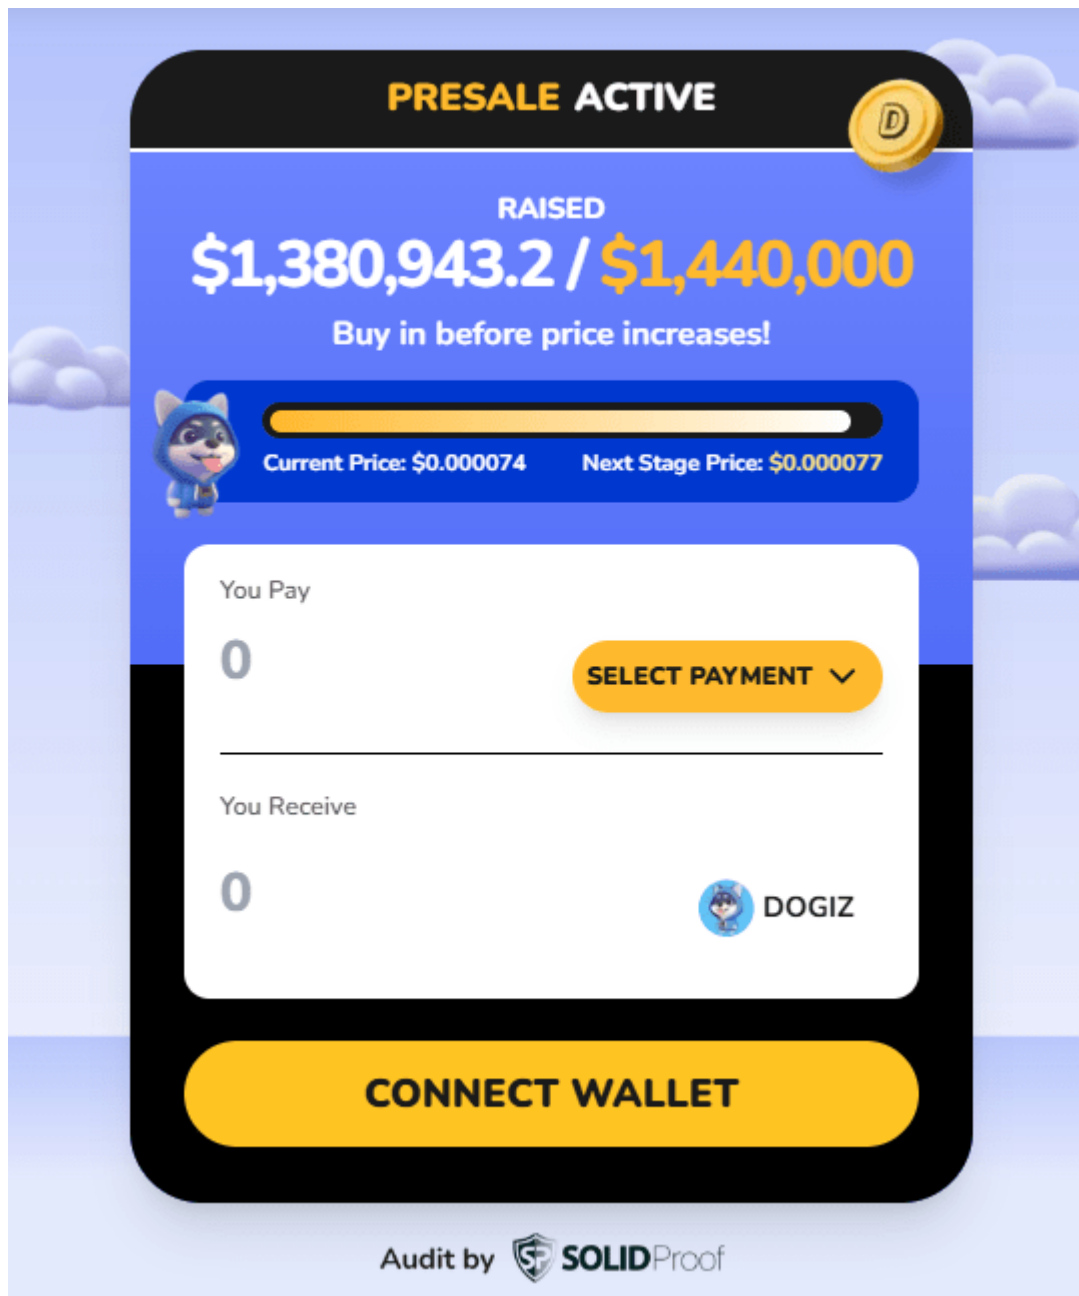 PRESALE ACTIVE
D
RAISED
$1,380,943.2 / $1,440,000
Buy in before price increases!
Current Price: $0.000074 Next Stage Price: $0.000077
You Pay
0
SELECT PAYMENT
You Receive
0
DOGIZ
CONNECT WALLET
Audit by SP SOLIDProof